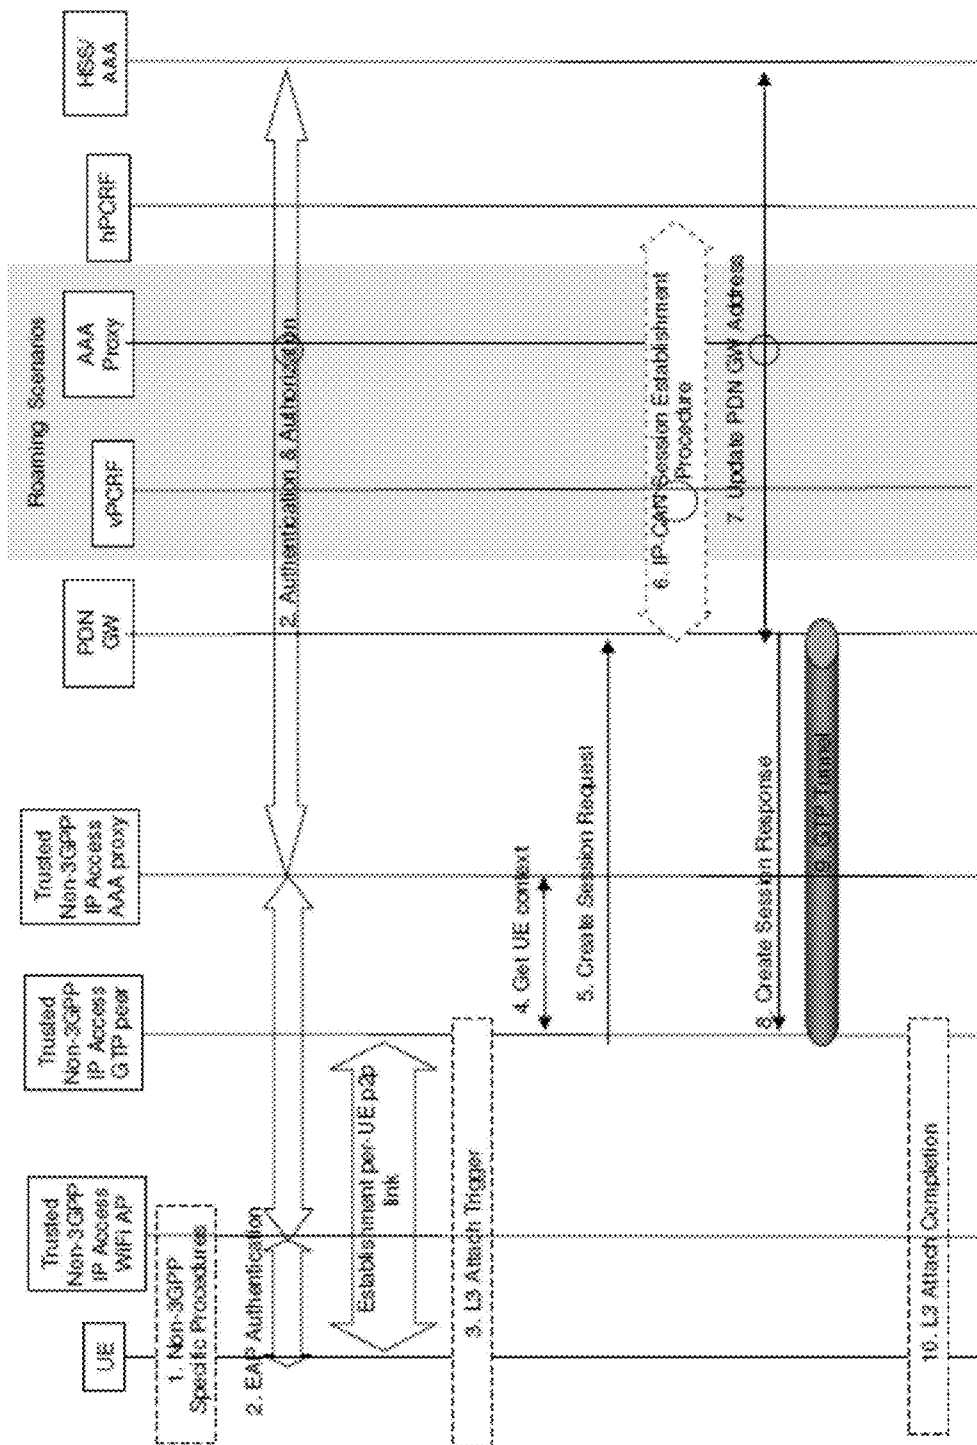 UE
Trusted
Non-3GPP
IP Access
WiFi AP
Trusted
Non-3GPP
IP Access
GTP peer
Trusted
Non-3GPP
IP Access
AAA proxy
PDN
GW
Roaming Scenarios
vPCRF
AAA
Proxy
hPCRF
HSS/
AAA
1. Non-3GPP
Specific Procedures
2. EAP Authentication
2. Authentication & Authorization
Establishment per-UE p2p
link
3. L3 Attach Trigger
4. Get UE context
5. Create Session Request
6. IP-CAN Session Establishment
Procedure
7. Update PDN GW Address
8. Create Session Response
9. GTP Tunnel
10. L3 Attach Completion